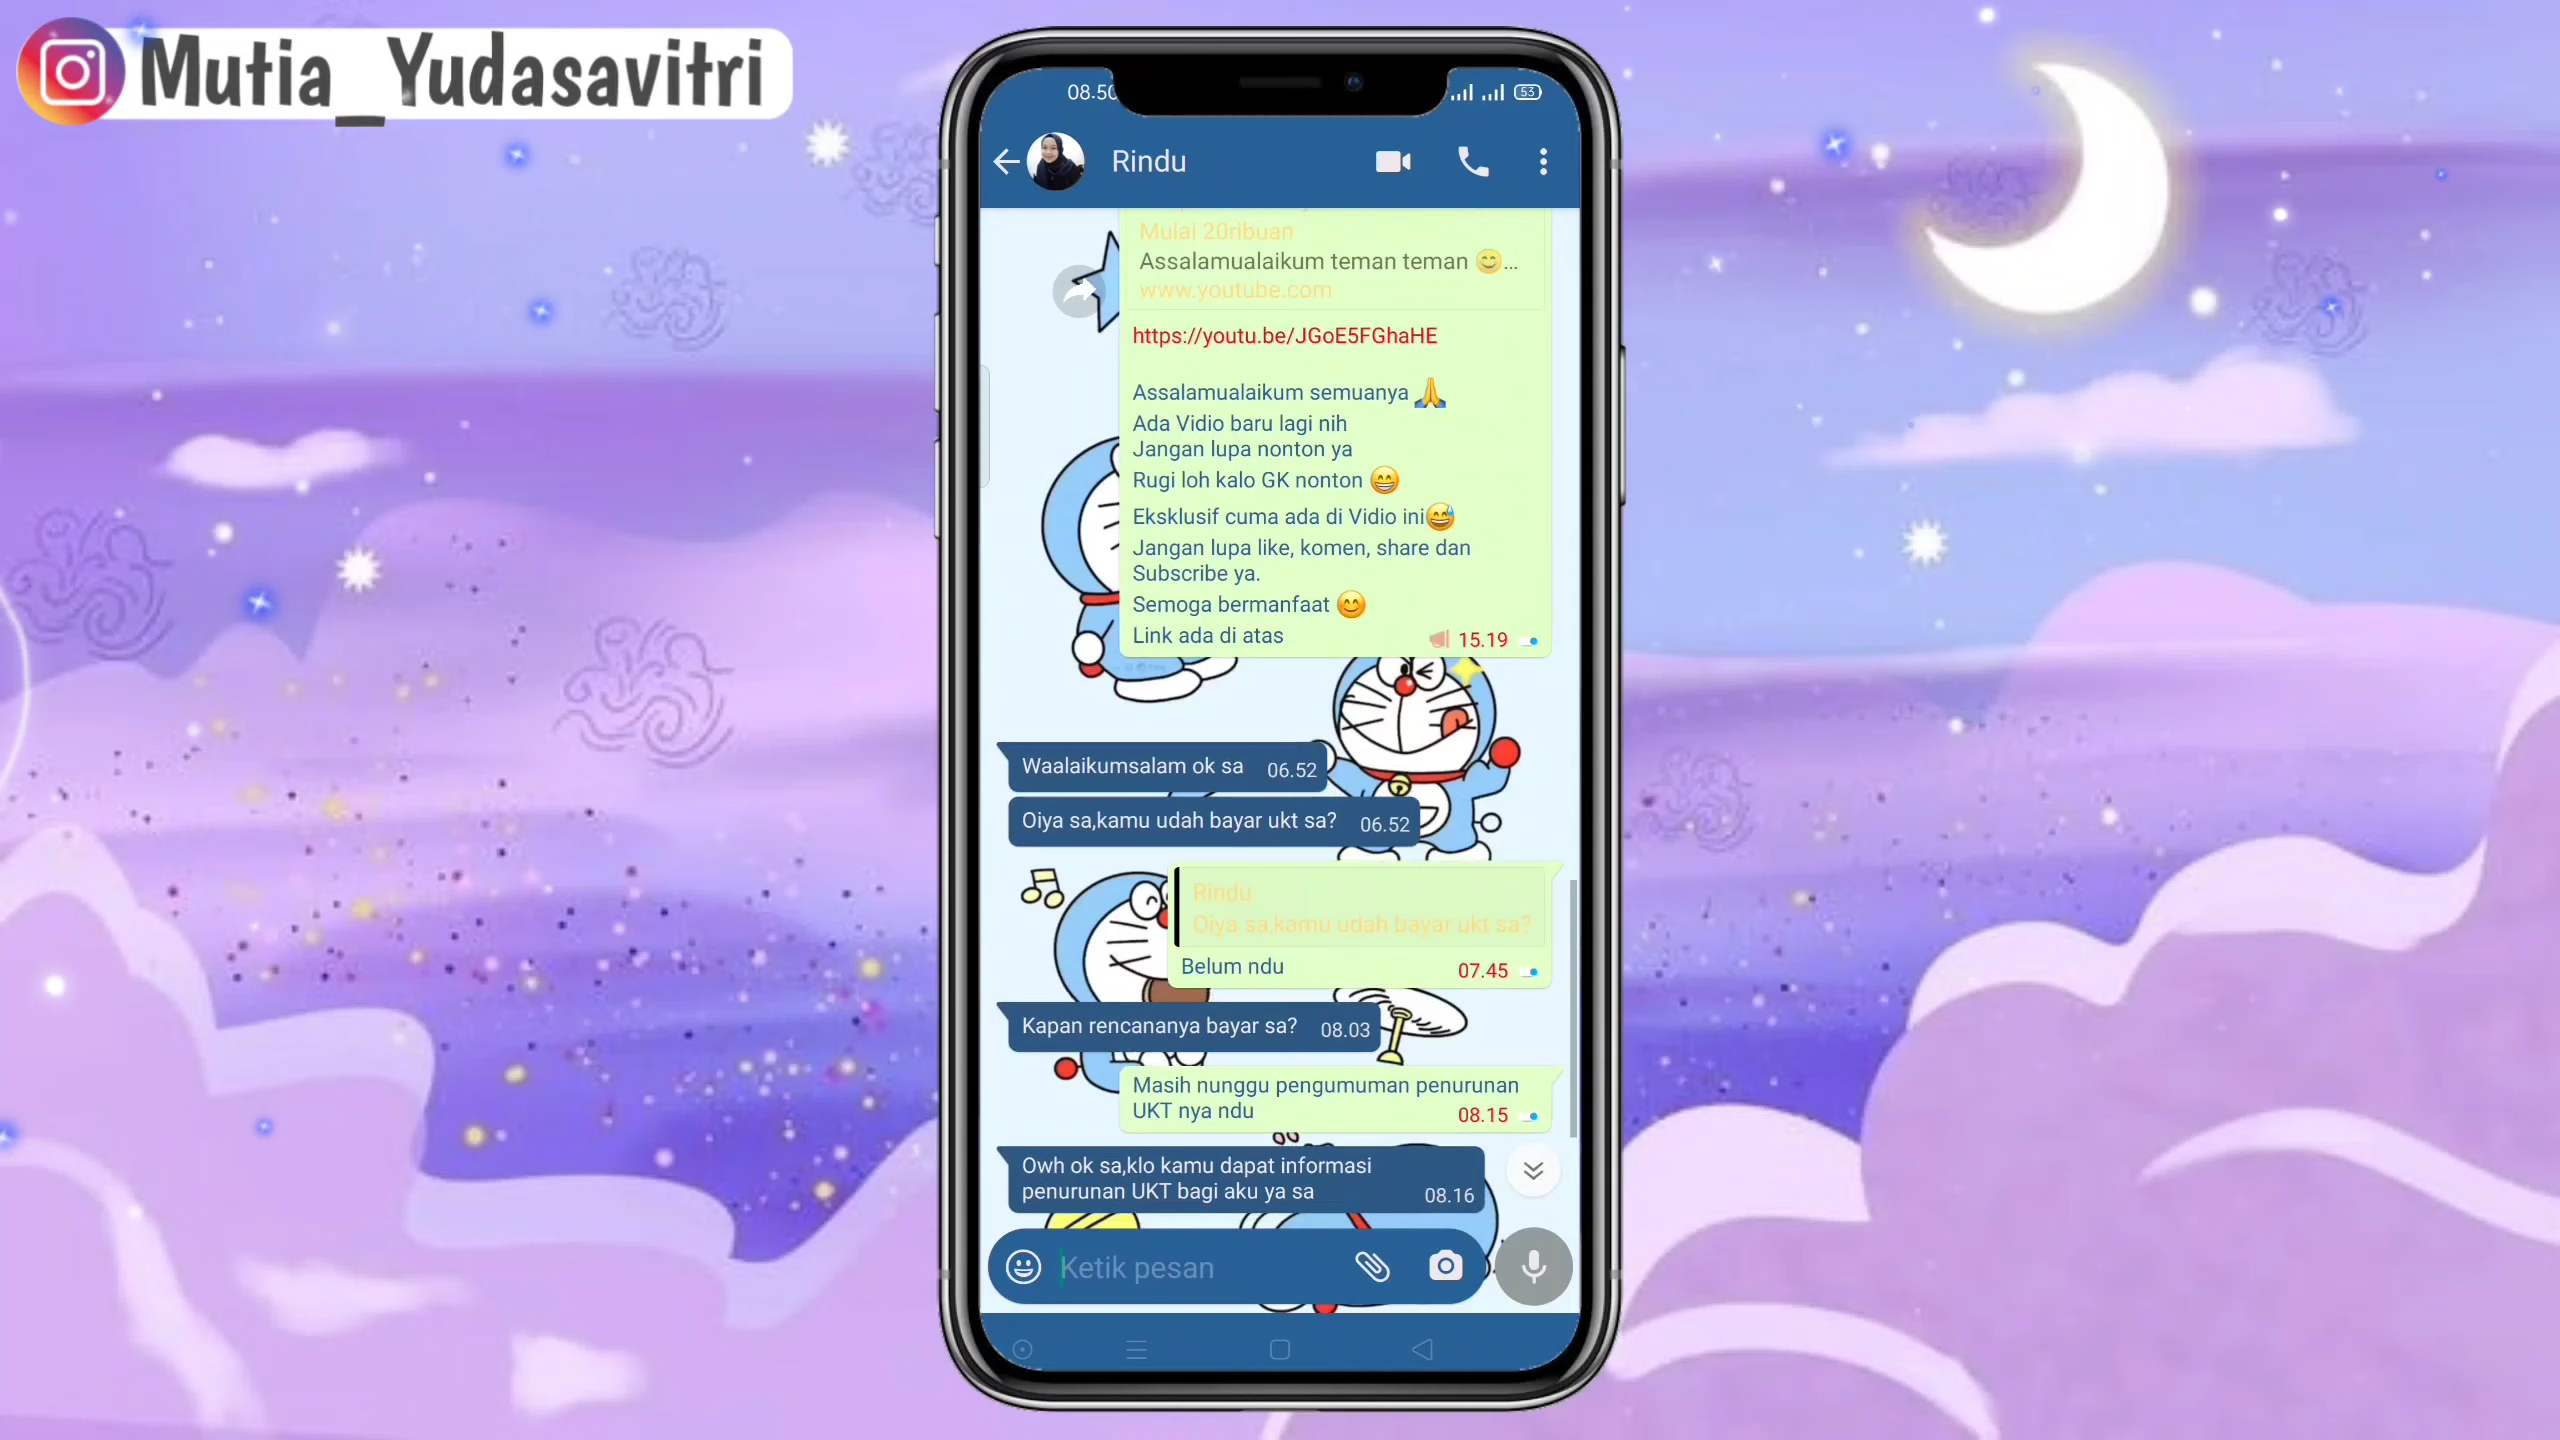 Mutia_Yudasavitri
08.50
53
Rindu
Mulai 20ribuan
Assalamualaikum teman teman 😊...
www.youtube.com
https://youtu.be/JGoE5FGhaHE
Assalamualaikum semuanya 🙏
Ada Vidio baru lagi nih
Jangan lupa nonton ya
Rugi loh kalo GK nonton 😁
Eksklusif cuma ada di Vidio ini😅
Jangan lupa like, komen, share dan
Subscribe ya.
Semoga bermanfaat 😊
Link ada di atas 15.19
Waalaikumsalam ok sa 06.52
Oiya sa,kamu udah bayar ukt sa? 06.52
Rindu
Oiya sa,kamu udah bayar ukt sa?
Belum ndu 07.45
Kapan rencananya bayar sa? 08.03
Masih nunggu pengumuman penurunan
UKT nya ndu 08.15
Owh ok sa,klo kamu dapat informasi
penurunan UKT bagi aku ya sa 08.16
Ketik pesan